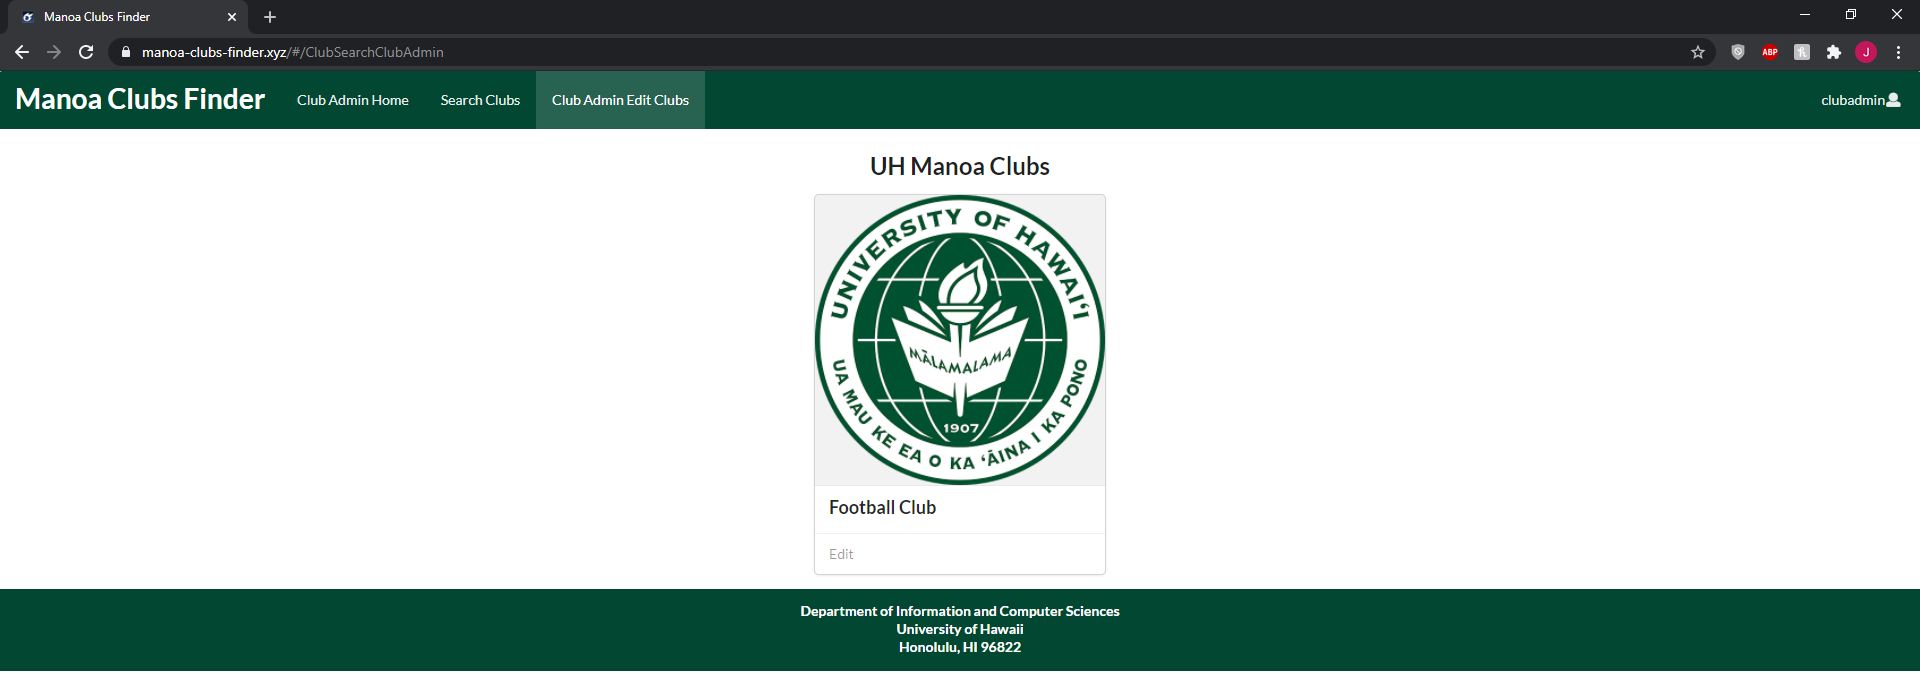 Manoa Clubs Finder
manoa-clubs-finder.xyz/#/ClubSearchClubAdmin
ABP
J
Manoa Clubs Finder
Club Admin Home
Search Clubs
Club Admin Edit Clubs
clubadmin
UH Manoa Clubs
UNIVERSITY OF HAWAIʻI
MĀLAMALAMA
1907
UA MAU KE EA O KA ʻĀINA I KA PONO
Football Club
Edit
Department of Information and Computer Sciences
University of Hawaii
Honolulu, HI 96822